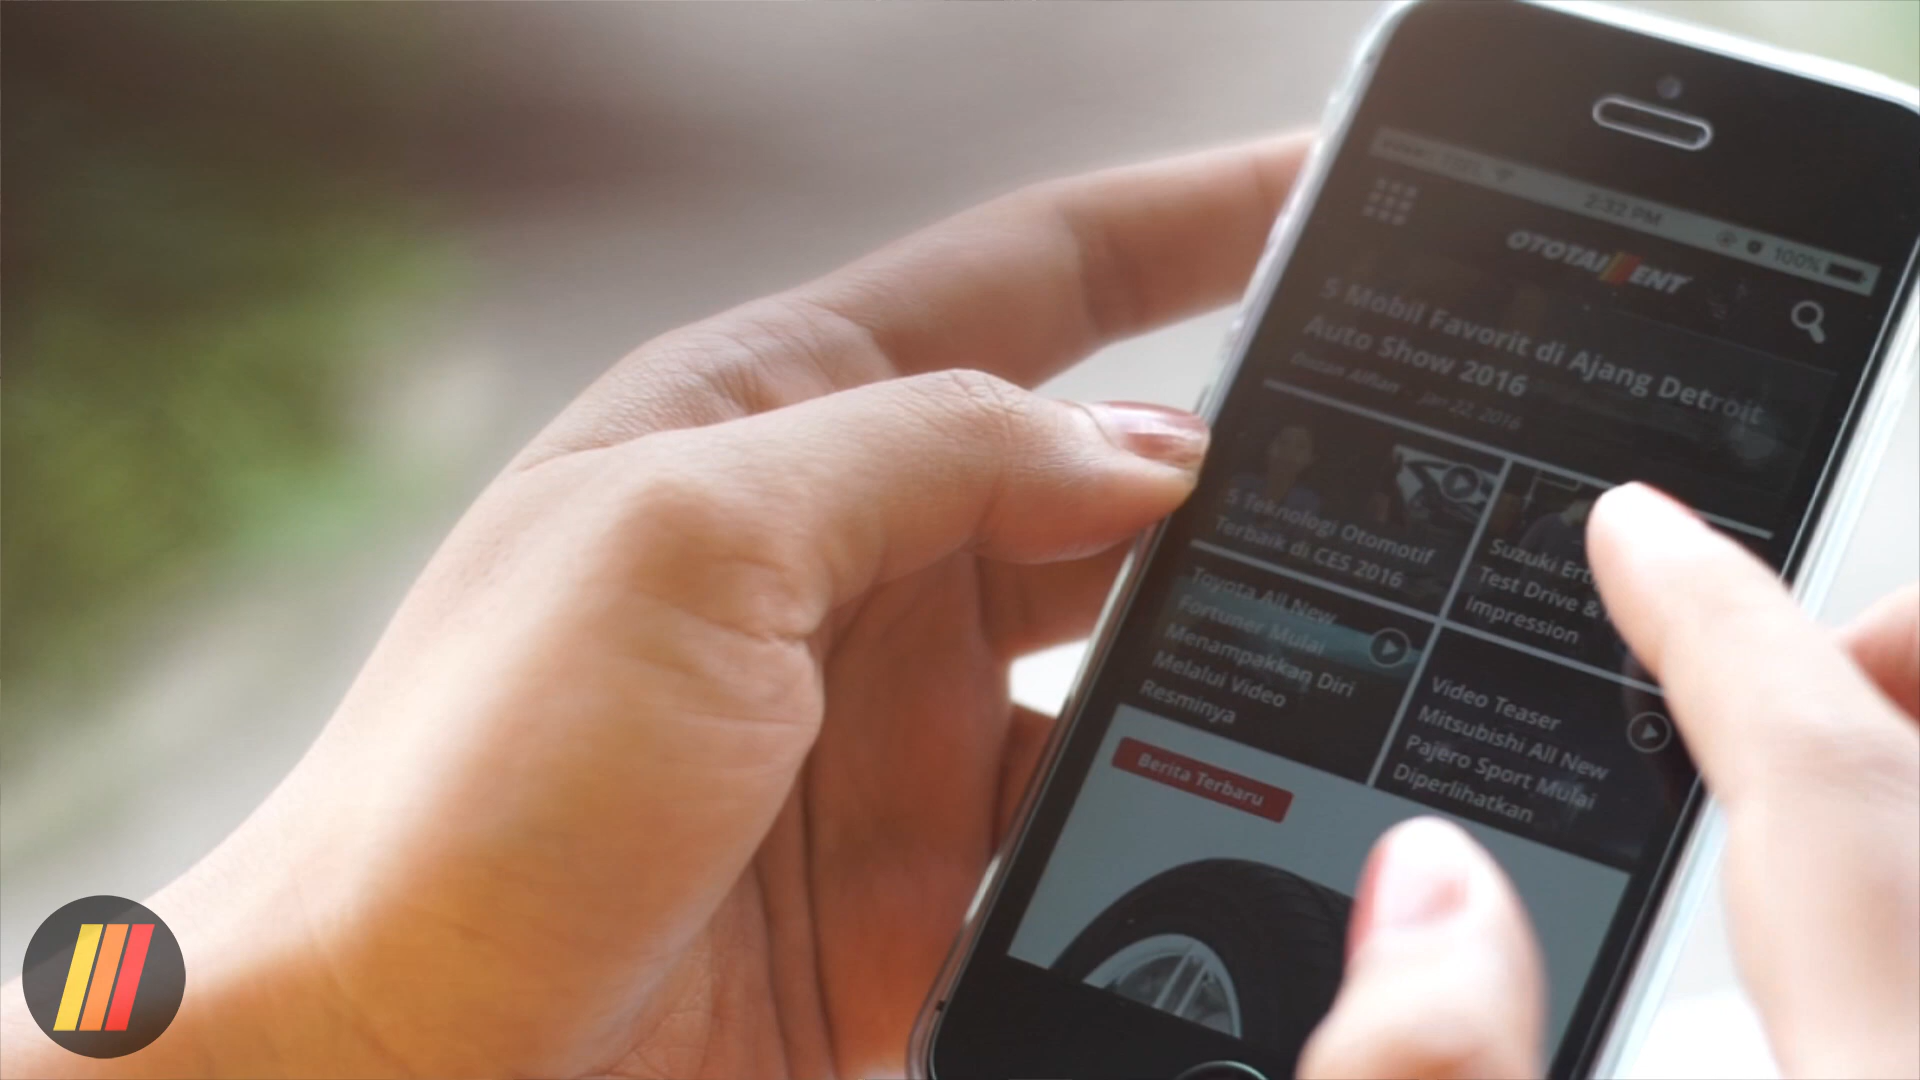 100%
2:32 PM
100%
OTOTAINMENT
5 Mobil Favorit di Ajang Detroit
Auto Show 2016
Jan 22, 2016
5 Teknologi Otomotif
Terbaik di CES 2016
Suzuki
Test Drive &
Impression
Toyota All New
Fortuner Mulai
Menampakkan Diri
Melalui Video
Resminya
Video Teaser
Mitsubishi All New
Pajero Sport Mulai
Diperlihatkan
Berita Terbaru